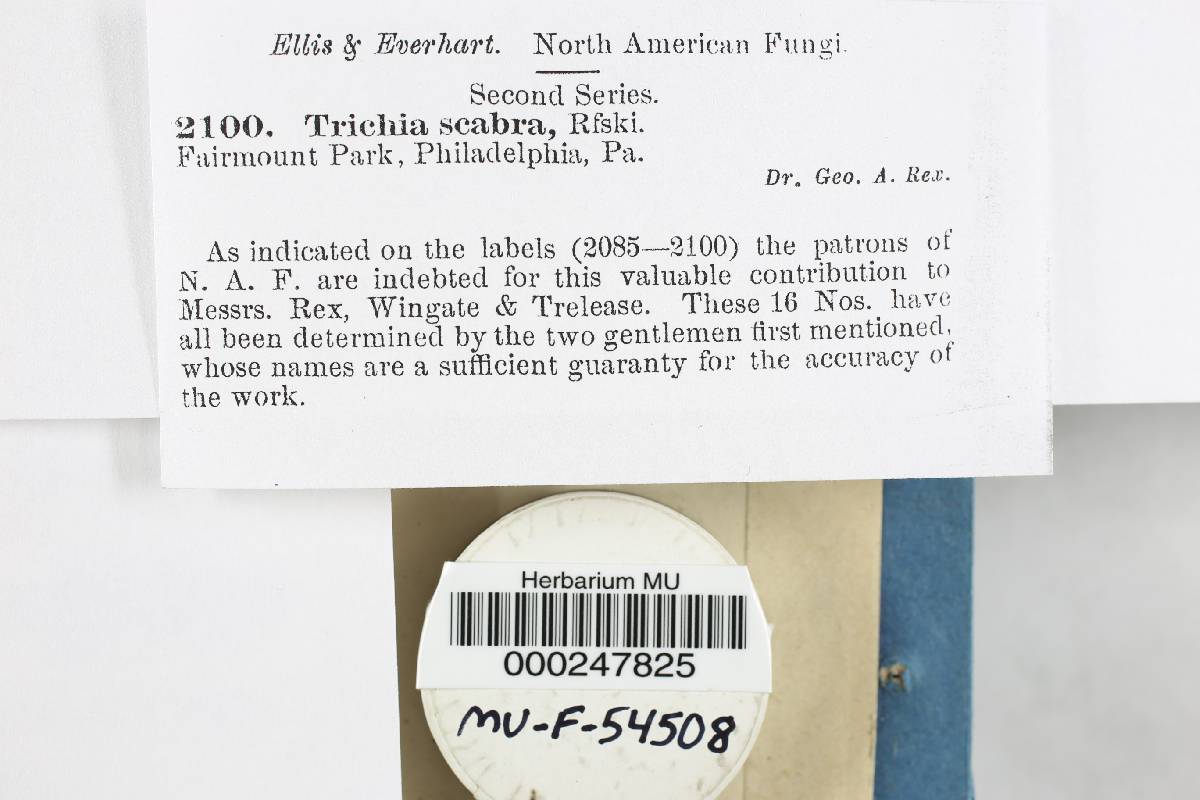 Ellis & Everhart. North American Fungi.
Second Series.
2100. Trichia scabra, Rfski.
Fairmount Park, Philadelphia, Pa.
Dr. Geo. A. Rex.
As indicated on the labels (2085—2100) the patrons of
N. A. F. are indebted for this valuable contribution to
Messrs. Rex, Wingate & Trelease. These 16 Nos. have
all been determined by the two gentlemen first mentioned,
whose names are a sufficient guaranty for the accuracy of
the work.
Herbarium MU
000247825
MU-F-54508